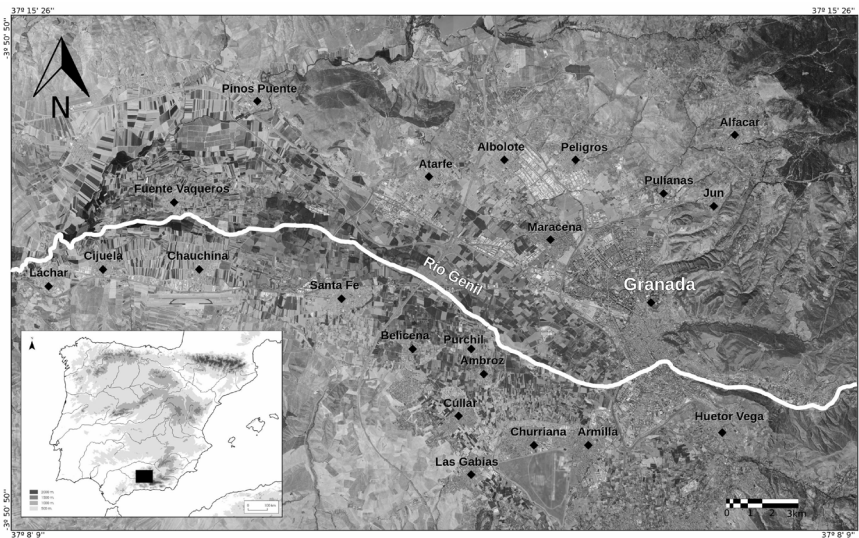 37º 15' 26''
37º 15' 26''
-3º 50' 50''
N
Pinos Puente
Alfacar
Albolote
Peligros
Atarfe
Pulianas
Fuente Vaqueros
Jun
Maracena
Cijuela
Chauchina
Láchar
Río Genil
Santa Fe
Granada
Belicena
Purchil
Ambroz
Cúllar
Huetor Vega
Churriana
Armilla
Las Gabias
-3º 50' 50''
0 1 2 3km
37º 8' 9''
37º 8' 9''